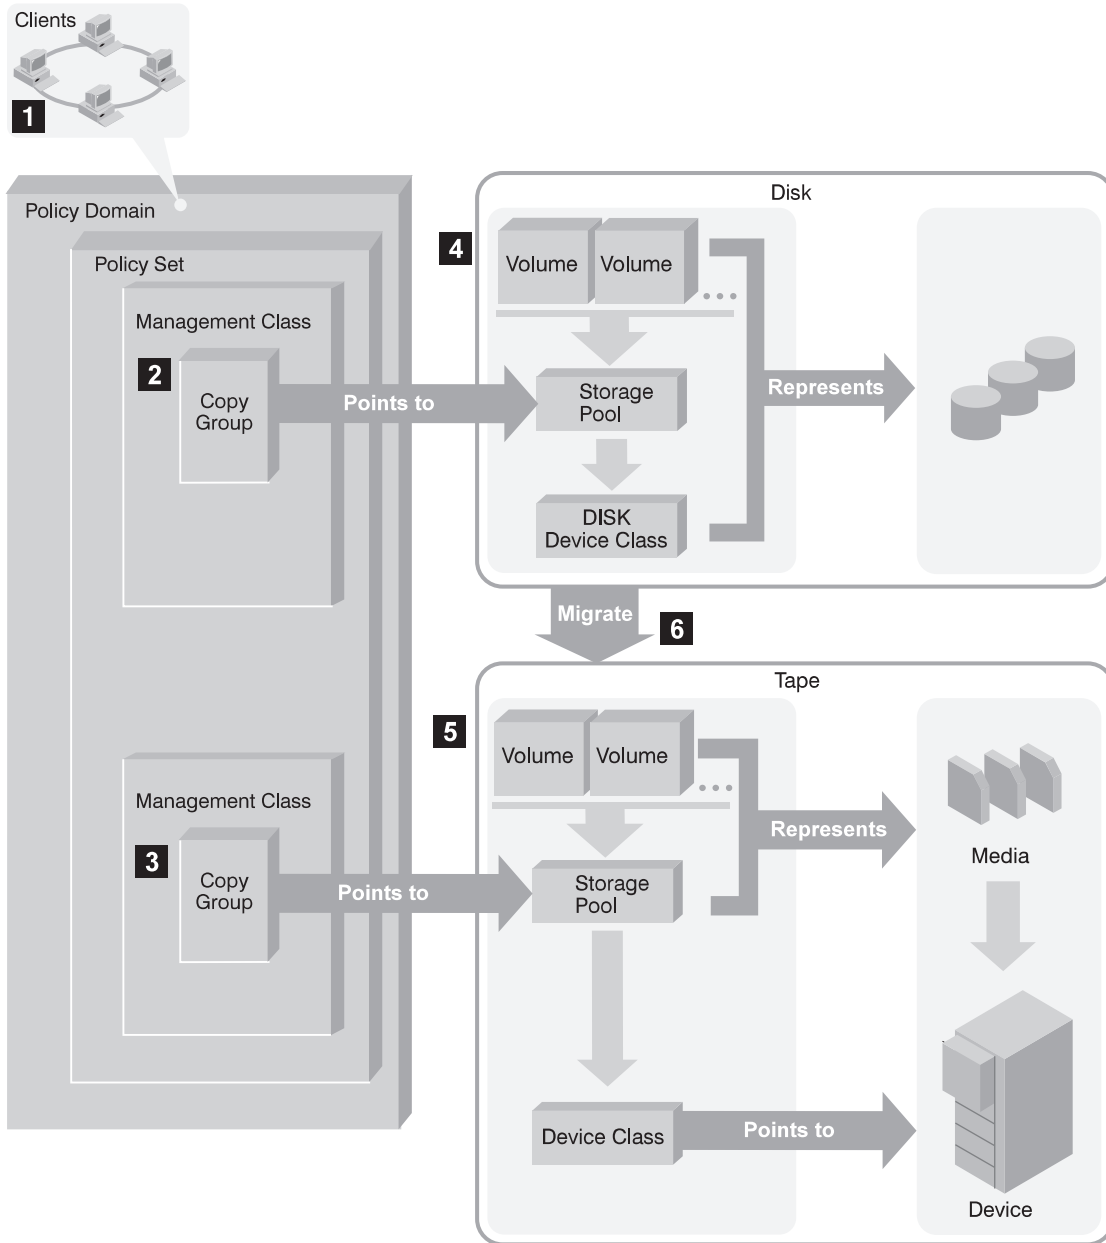 Clients
1
Policy Domain
Policy Set
Management Class
2
Copy
Group
Points to
Disk
4
Volume
Volume
Storage
Pool
DISK
Device Class
Represents
Migrate
6
Tape
5
Volume
Volume
Management Class
3
Copy
Group
Points to
Storage
Pool
Represents
Media
Device Class
Points to
Device